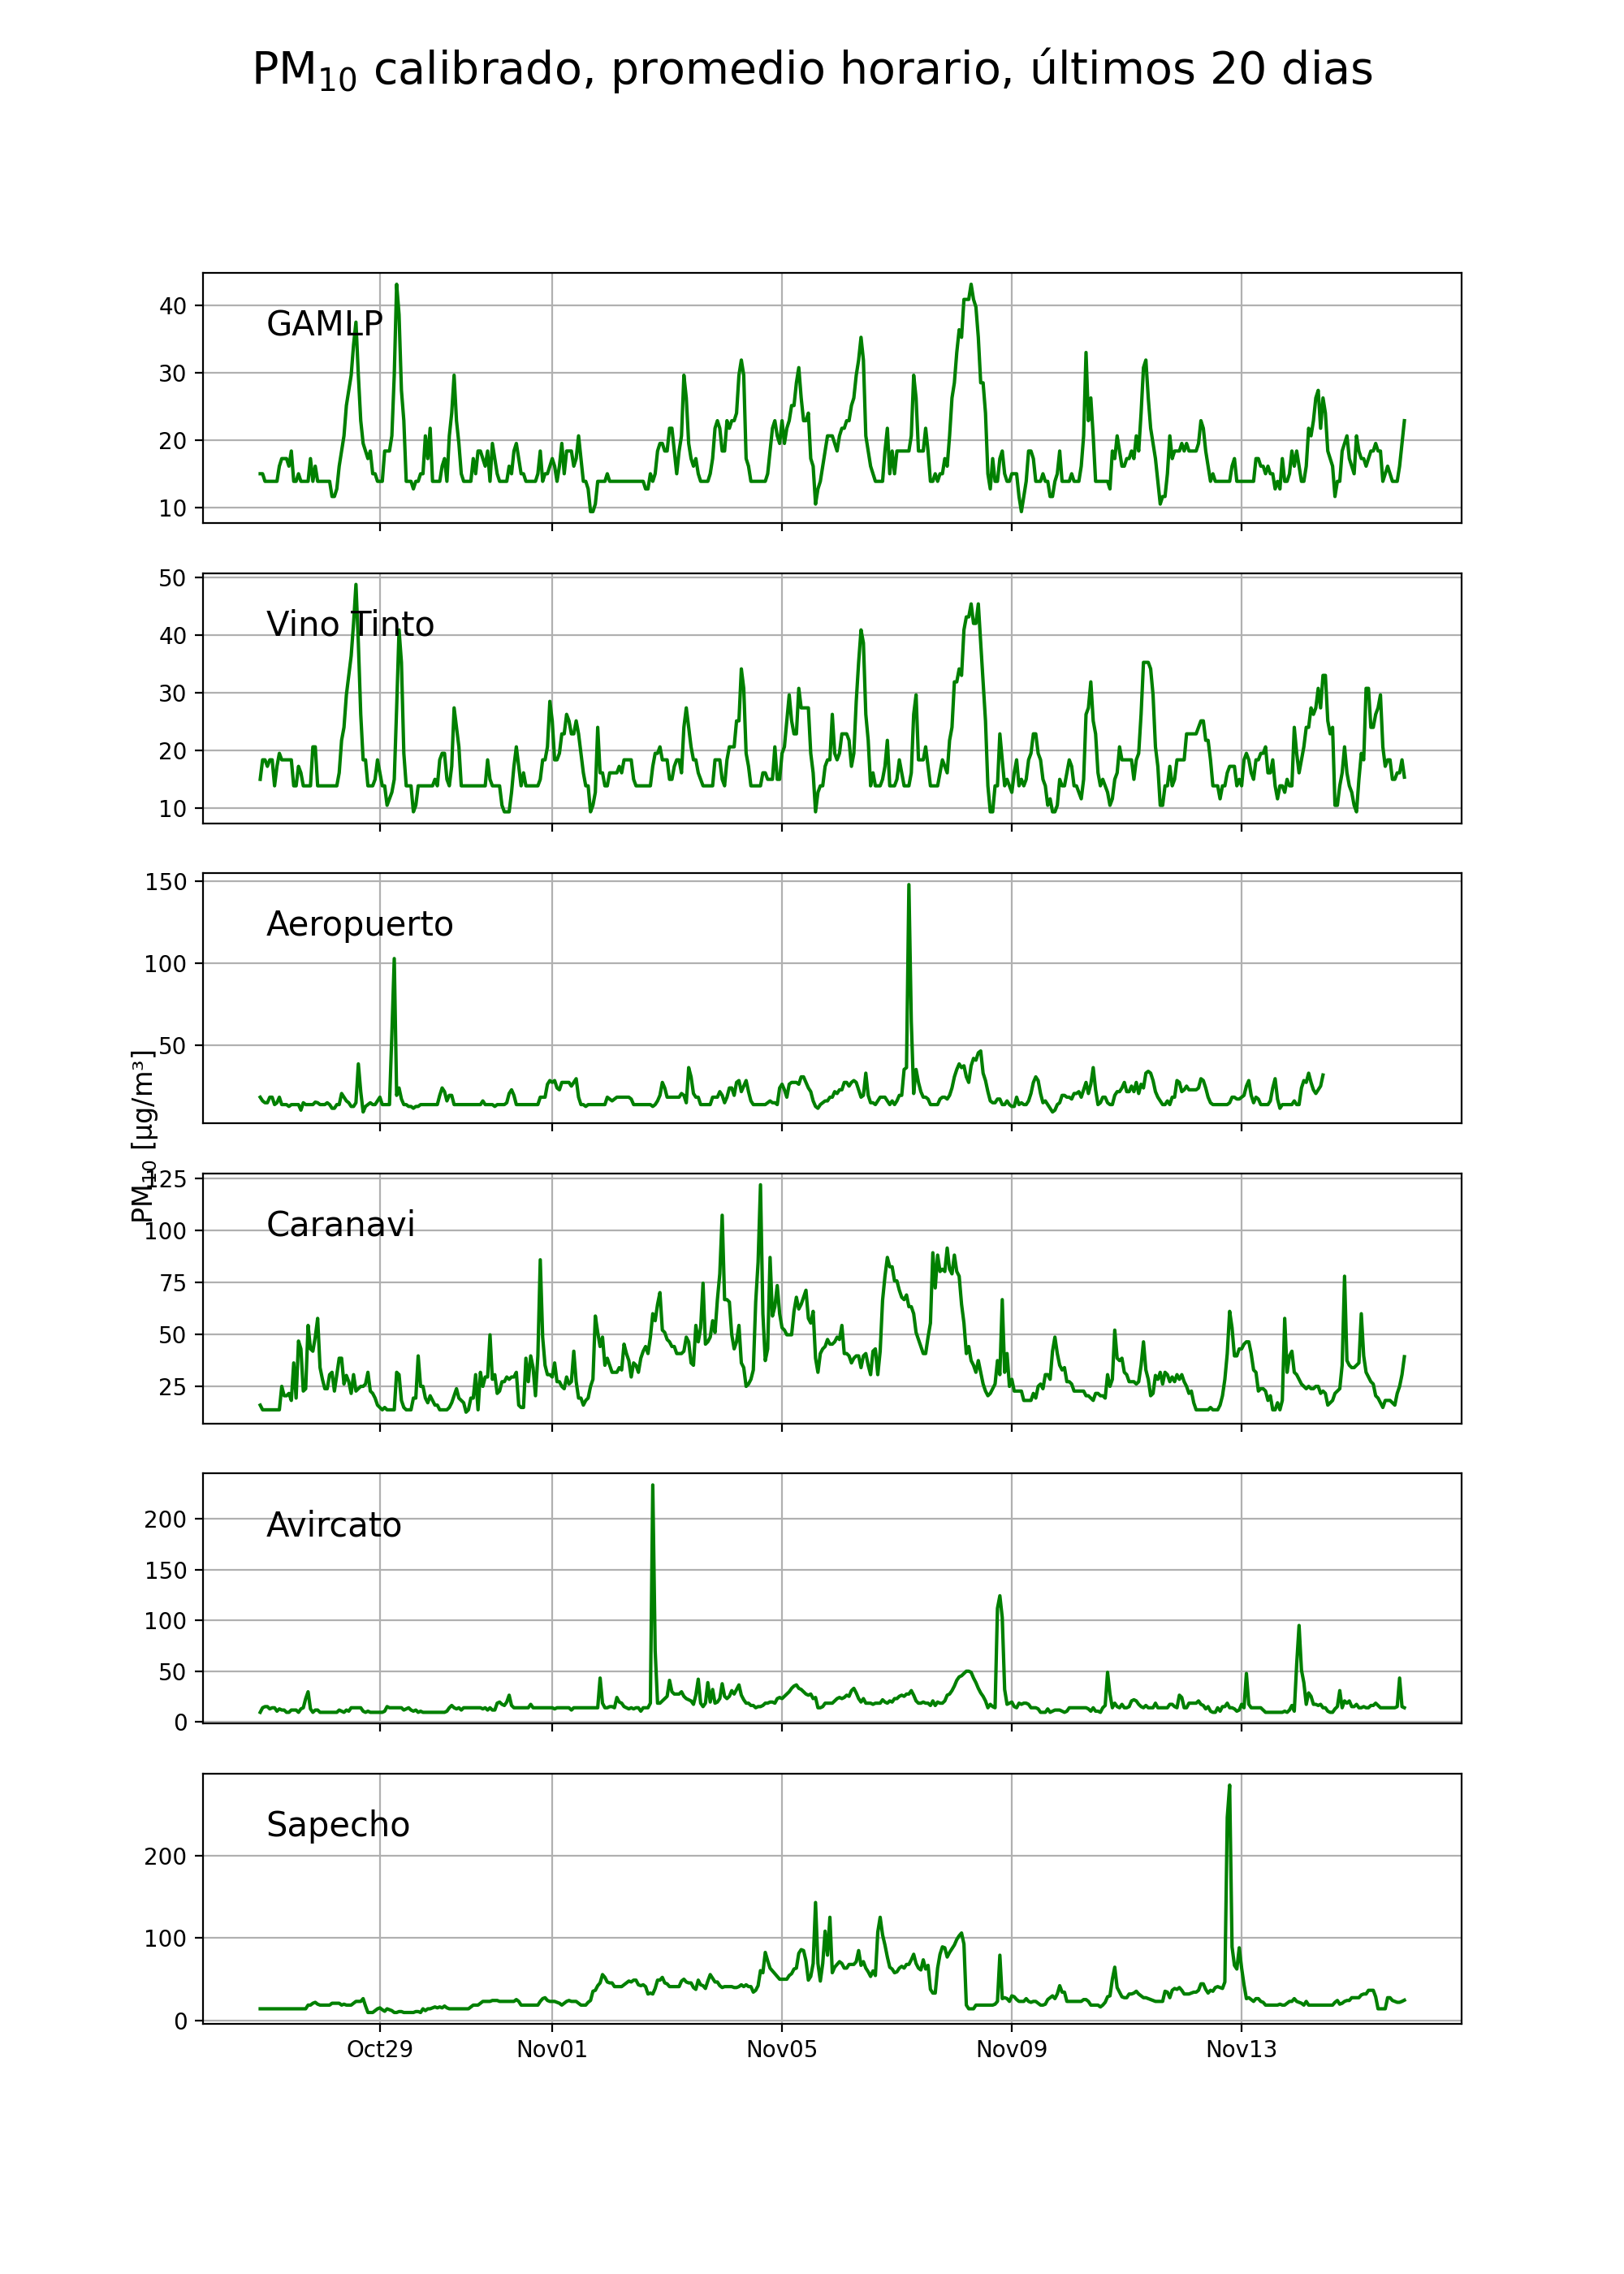 PM₁₀ calibrado, promedio horario, últimos 20 dias
GAMLP
40
30
20
10
Vino Tinto
50
40
30
20
10
Aeropuerto
150
100
50
PM₁₀ [µg/m³]
Caranavi
125
100
75
50
25
Avircato
200
150
100
50
0
Sapecho
200
100
0
Oct29 Nov01 Nov05 Nov09 Nov13